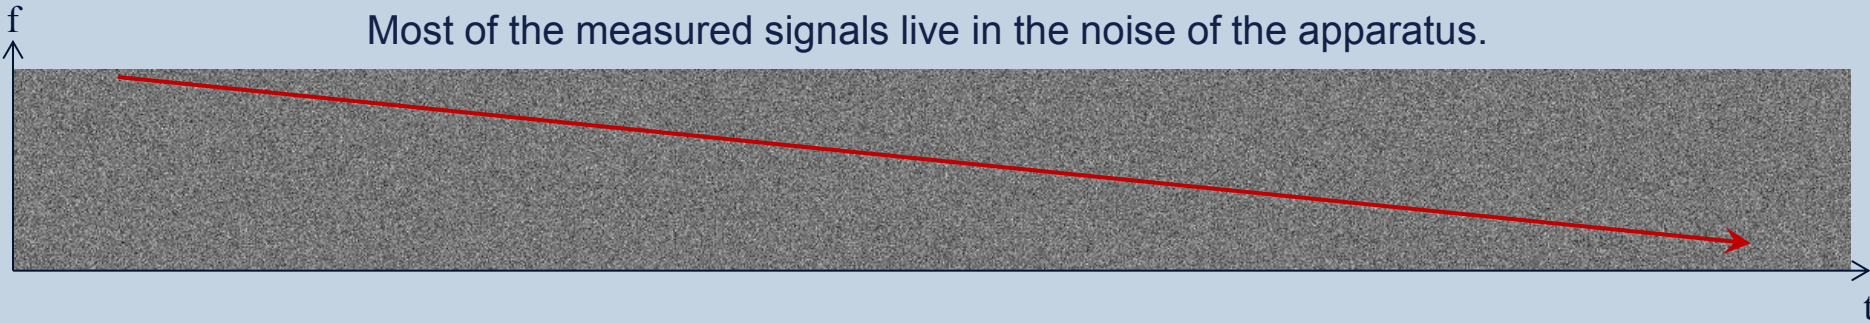 f
Most of the measured signals live in the noise of the apparatus.
t